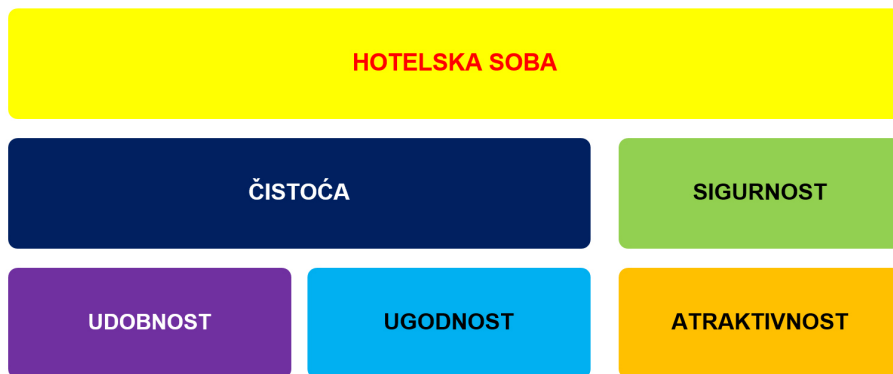 HOTELSKA SOBA
ČISTOĆA
SIGURNOST
UDOBNOST
UGODNOST
ATRAKTIVNOST